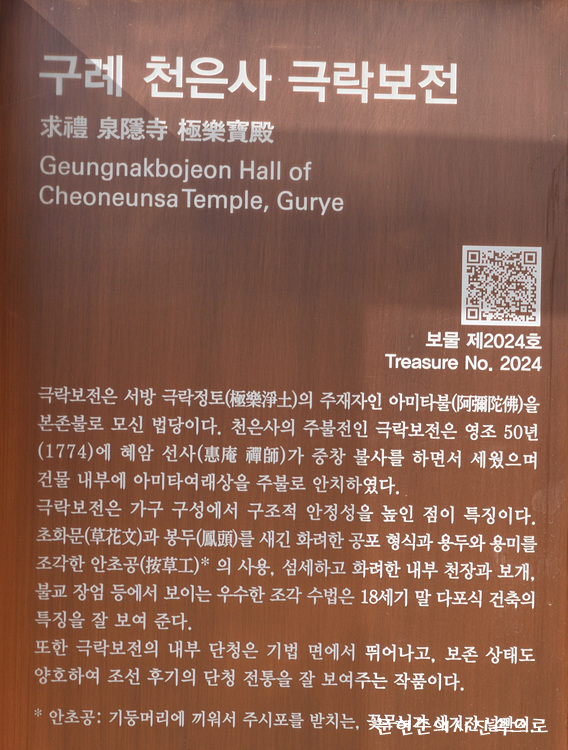 구례 천은사 극락보전
求禮 泉隱寺 極樂寶殿
Geungnakbojeon Hall of
Cheoneunsa Temple, Gurye
보물 제2024호
Treasure No. 2024
극락보전은 서방 극락정토(極樂淨土)의 주재자인 아미타불(阿彌陀佛)을
본존불로 모신 법당이다. 천은사의 주불전인 극락보전은 영조 50년
(1774)에 혜암 선사(惠庵 禪師)가 중창 불사를 하면서 세웠으며
건물 내부에 아미타여래상을 주불로 안치하였다.
극락보전은 가구 구성에서 구조적 안정성을 높인 점이 특징이다.
초화문(草花文)과 봉두(鳳頭)를 새긴 화려한 공포 형식과 용두와 용미를
조각한 안초공(按草工)* 의 사용, 섬세하고 화려한 내부 천장과 보개,
불교 장엄 등에서 보이는 우수한 조각 수법은 18세기 말 다포식 건축의
특징을 잘 보여 준다.
또한 극락보전의 내부 단청은 기법 면에서 뛰어나고, 보존 상태도
양호하여 조선 후기의 단청 전통을 잘 보여주는 작품이다.
* 안초공: 기둥머리에 끼워서 주시포를 받치는,